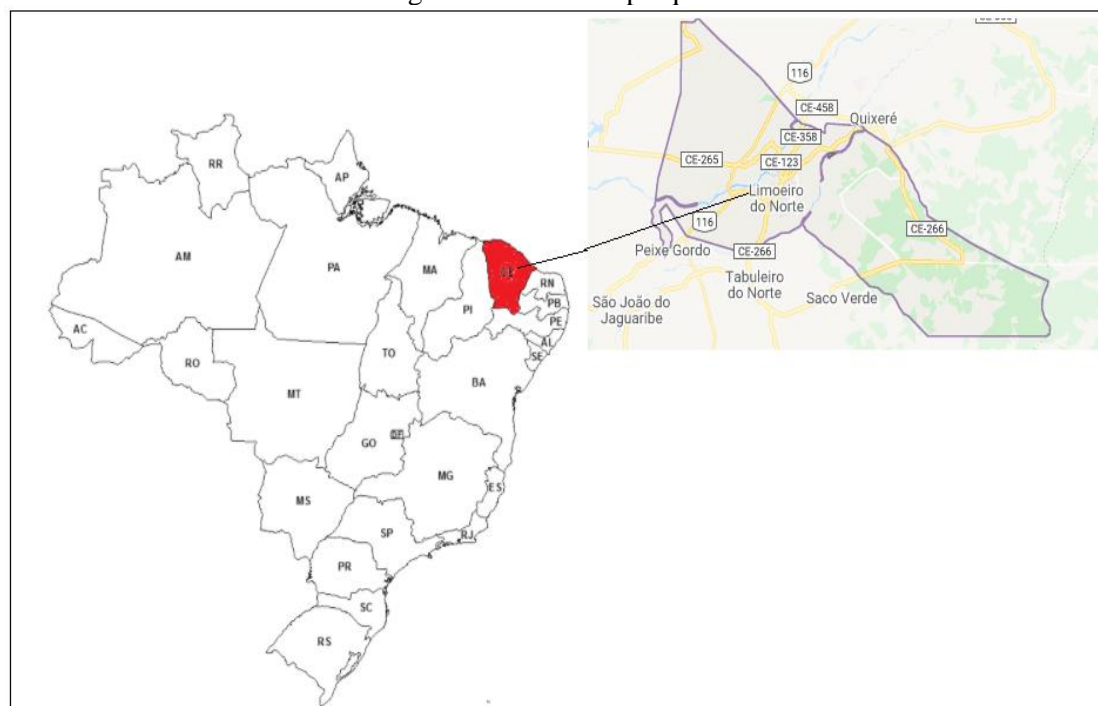 RR
AP
AM
PA
MA
CE
RN
PB
PE
AL
SE
PI
AC
RO
TO
BA
MT
GO
DF
MG
ES
MS
SP
RJ
PR
SC
RS
116
CE-458
Quixeré
CE-358
CE-265
CE-123
Limoeiro
do Norte
116
CE-266
CE-266
Peixe Gordo
Tabuleiro
do Norte
Saco Verde
São João do
Jaguaribe